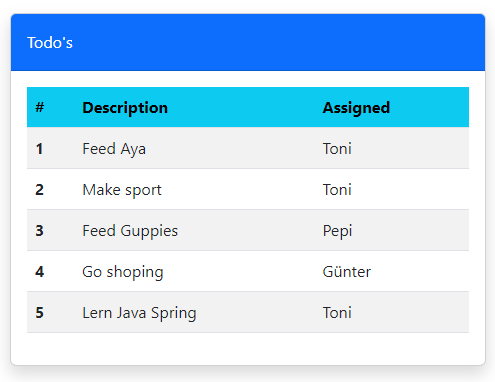 Todo's
# Description Assigned
1 Feed Aya Toni
2 Make sport Toni
3 Feed Guppies Pepi
4 Go shoping Günter
5 Lern Java Spring Toni